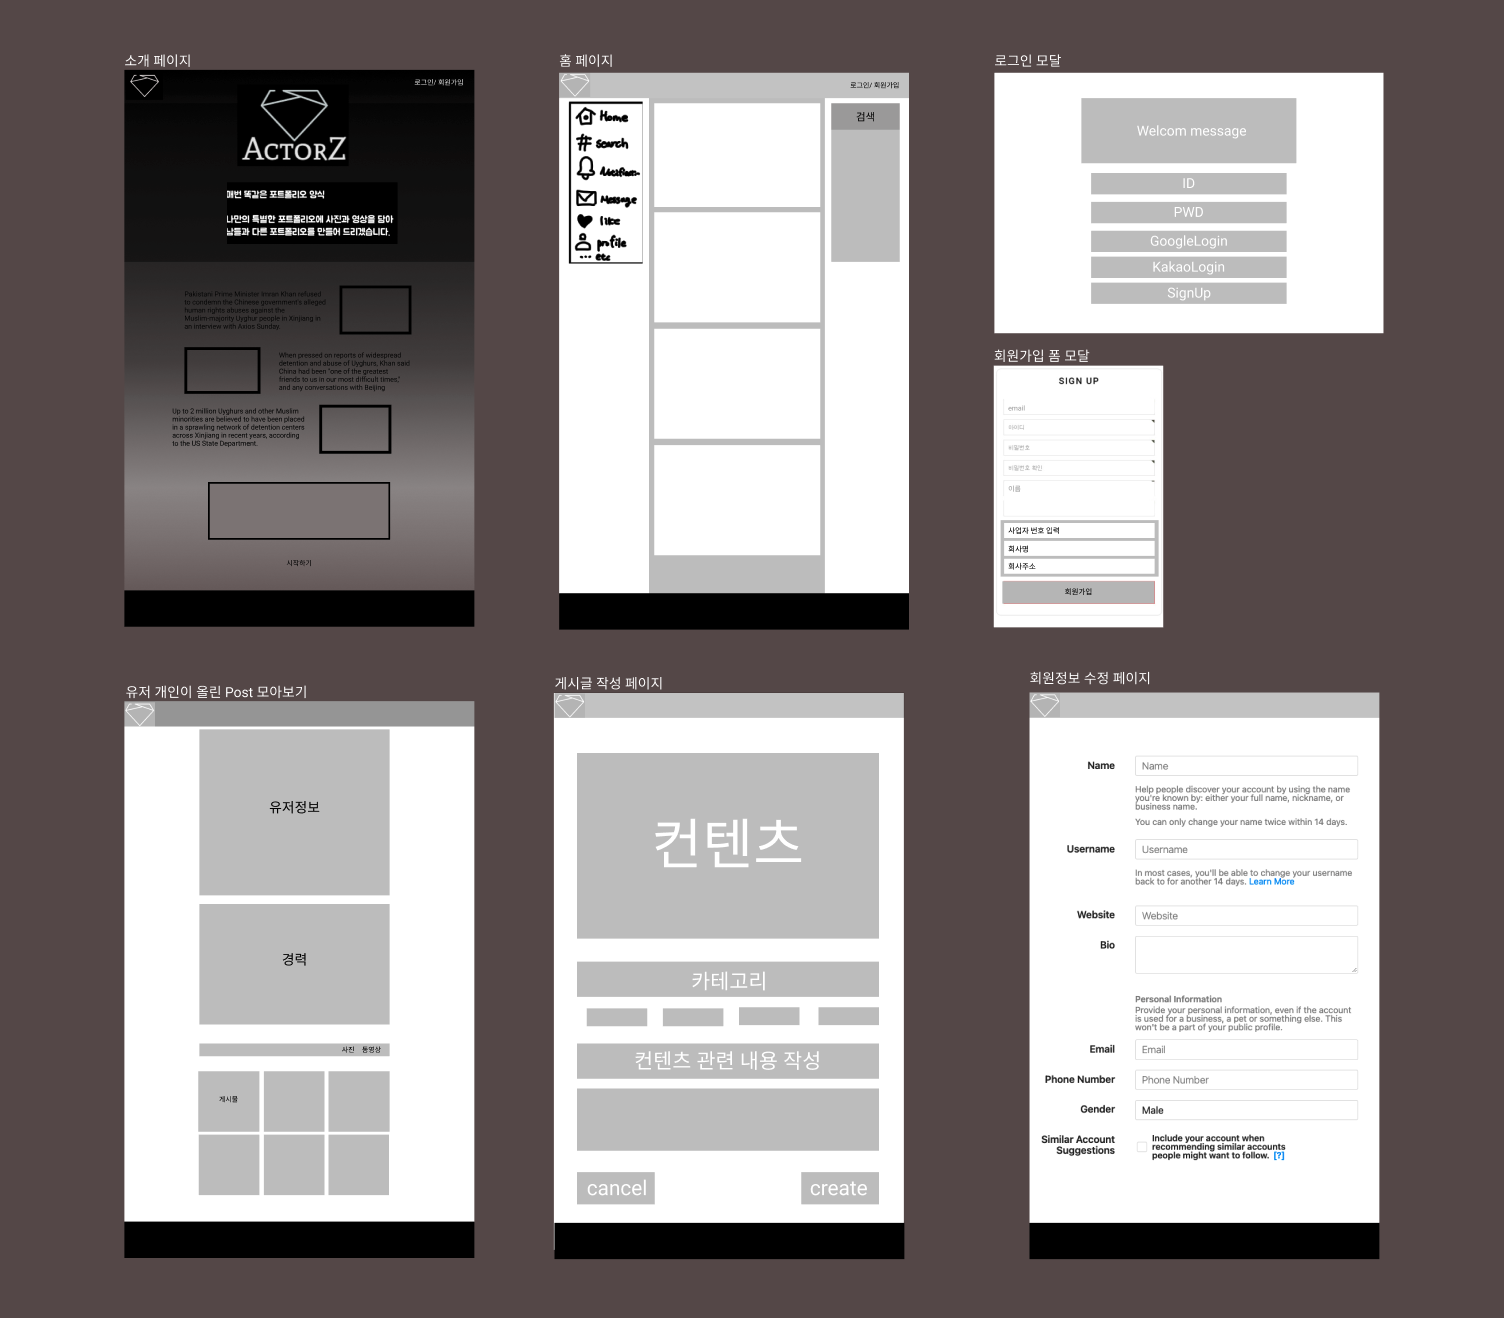 소개 페이지
로그인/ 회원가입
ACTORZ
매번 똑같은 포트폴리오 양식
나만의 특별한 포트폴리오에 사진과 영상을 담아
남들과 다른 포트폴리오를 만들어 드리겠습니다.
Pakistani Prime Minister Imran Khan refused
to condemn the Chinese government's alleged
human rights abuses against the
Muslim-majority Uyghur people in Xinjiang in
an interview with Axios Sunday.
When pressed on reports of widespread
detention and abuse of Uyghurs, Khan said
China had been "one of the greatest
friends to us in our most difficult times,"
and any conversations with Beijing
Up to 2 million Uyghurs and other Muslim
minorities are believed to have been placed
in a sprawling network of detention centers
across Xinjiang in recent years, according
to the US State Department.
시작하기
홈 페이지
로그인/ 회원가입
Home
Search
Message
like
profile
etc
검색
로그인 모달
Welcom message
ID
PWD
GoogleLogin
KakaoLogin
SignUp
회원가입 폼 모달
SIGN UP
email
아이디
비밀번호
비밀번호 확인
이름
사업자 번호 입력
회사명
회사주소
회원가입
유저 개인이 올린 Post 모아보기
유저정보
경력
사진 동영상
게시물
게시글 작성 페이지
컨텐츠
카테고리
컨텐츠 관련 내용 작성
cancel
create
회원정보 수정 페이지
Name
Name
Help people discover your account by using the name
you're known by: either your full name, nickname, or
business name.
You can only change your name twice within 14 days.
Username
Username
In most cases, you'll be able to change your username
back to for another 14 days. Learn More
Website
Website
Bio
Personal Information
Provide your personal information, even if the account
is used for a business, a pet or something else. This
won't be a part of your public profile.
Email
Email
Phone Number
Phone Number
Gender
Male
Similar Account
Suggestions
Include your account when
recommending similar accounts
people might want to follow. [?]